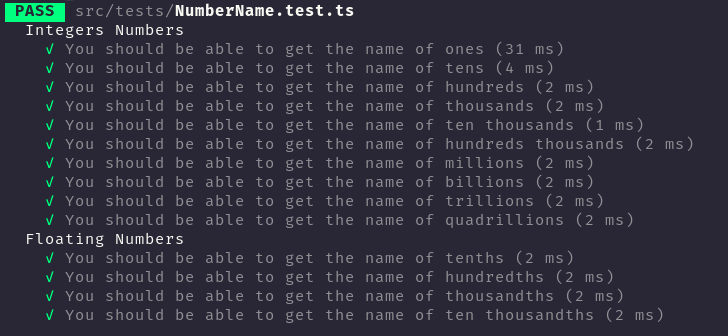 PASS src/tests/NumberName.test.ts
Integers Numbers
√ You should be able to get the name of ones (31 ms)
√ You should be able to get the name of tens (4 ms)
√ You should be able to get the name of hundreds (2 ms)
√ You should be able to get the name of thousands (2 ms)
√ You should be able to get the name of ten thousands (1 ms)
√ You should be able to get the name of hundreds thousands (2 ms)
√ You should be able to get the name of millions (2 ms)
√ You should be able to get the name of billions (2 ms)
√ You should be able to get the name of trillions (2 ms)
√ You should be able to get the name of quadrillions (2 ms)
Floating Numbers
√ You should be able to get the name of tenths (2 ms)
√ You should be able to get the name of hundredths (2 ms)
√ You should be able to get the name of thousandths (2 ms)
√ You should be able to get the name of ten thousandths (2 ms)